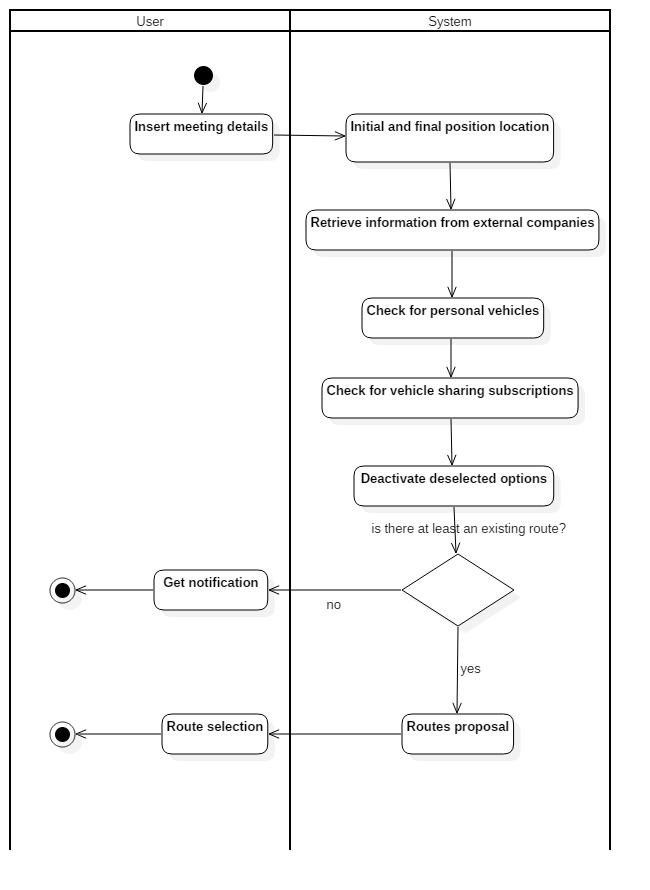 User
System
Insert meeting details
Initial and final position location
Retrieve information from external companies
Check for personal vehicles
Check for vehicle sharing subscriptions
Deactivate deselected options
is there at least an existing route?
Get notification
no
yes
Route selection
Routes proposal